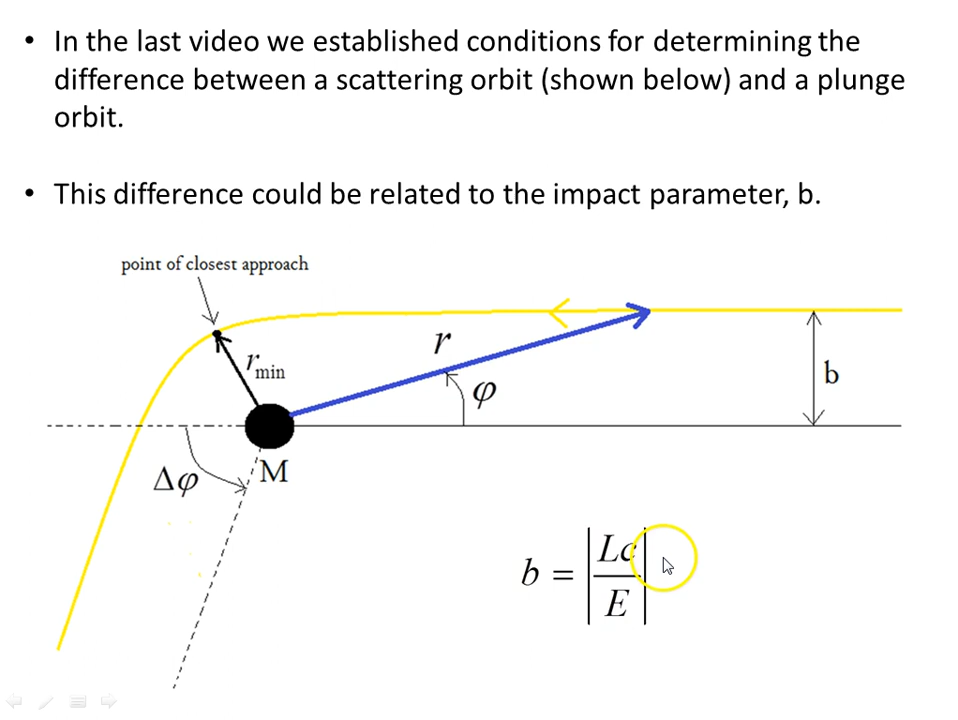 • In the last video we established conditions for determining the
difference between a scattering orbit (shown below) and a plunge
orbit.
• This difference could be related to the impact parameter, b.
point of closest approach
r
r_min
φ
b
M
Δφ
b = |Lc / E|